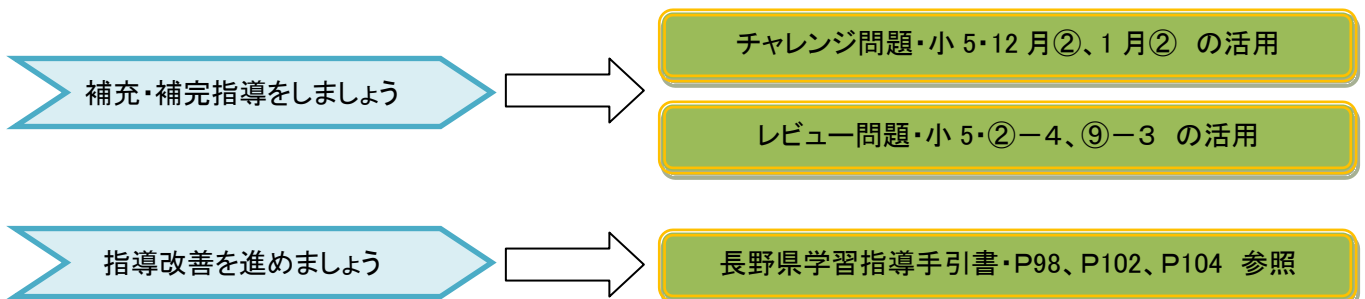 チャレンジ問題・小 5・12 月②、1 月② の活用
補充・補完指導をしましょう
レビュー問題・小 5・②－４、⑨－３ の活用
指導改善を進めましょう
長野県学習指導手引書・P98、P102、P104 参照